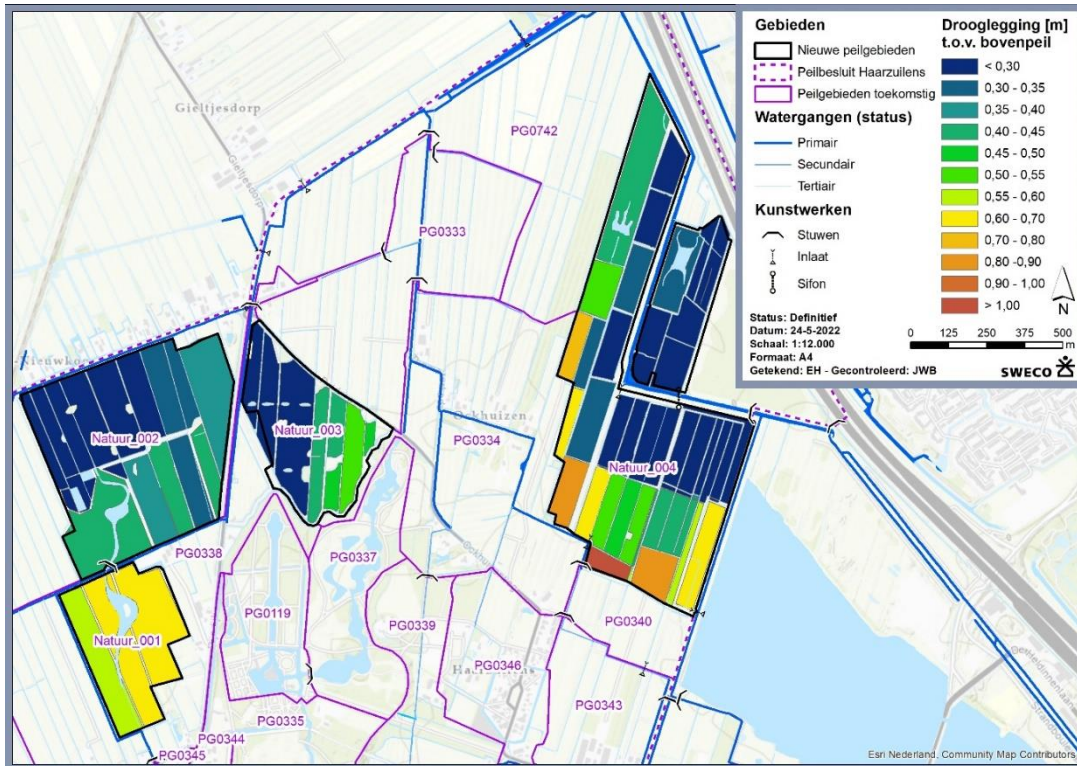 Gebieden
Nieuwe peilgebieden
Peilbesluit Haarzuilens
Peilgebieden toekomstig
Watergangen (status)
Primair
Secundair
Tertiair
Kunstwerken
Stuwen
Inlaat
Sifon
Status: Definitief
Datum: 24-5-2022
Schaal: 1:12.000
Formaat: A4
Getekend: EH - Gecontroleerd: JWB
Drooglegging [m]
t.o.v. bovenpeil
< 0,30
0,30 - 0,35
0,35 - 0,40
0,40 - 0,45
0,45 - 0,50
0,50 - 0,55
0,55 - 0,60
0,60 - 0,70
0,70 - 0,80
0,80 -0,90
0,90 - 1,00
> 1,00
N
0 125 250 375 500
m
SWECO
Gieltjesdorp
Gieltjesdorp
PG0742
PG0333
Ockhuizen
Natuur_002
Natuur_003
PG0334
Natuur_004
PG0338
PG0337
PG0119
PG0339
PG0340
Natuur_001
PG0346
PG0343
PG0335
PG0344
PG0345
Esri Nederland, Community Map Contributors